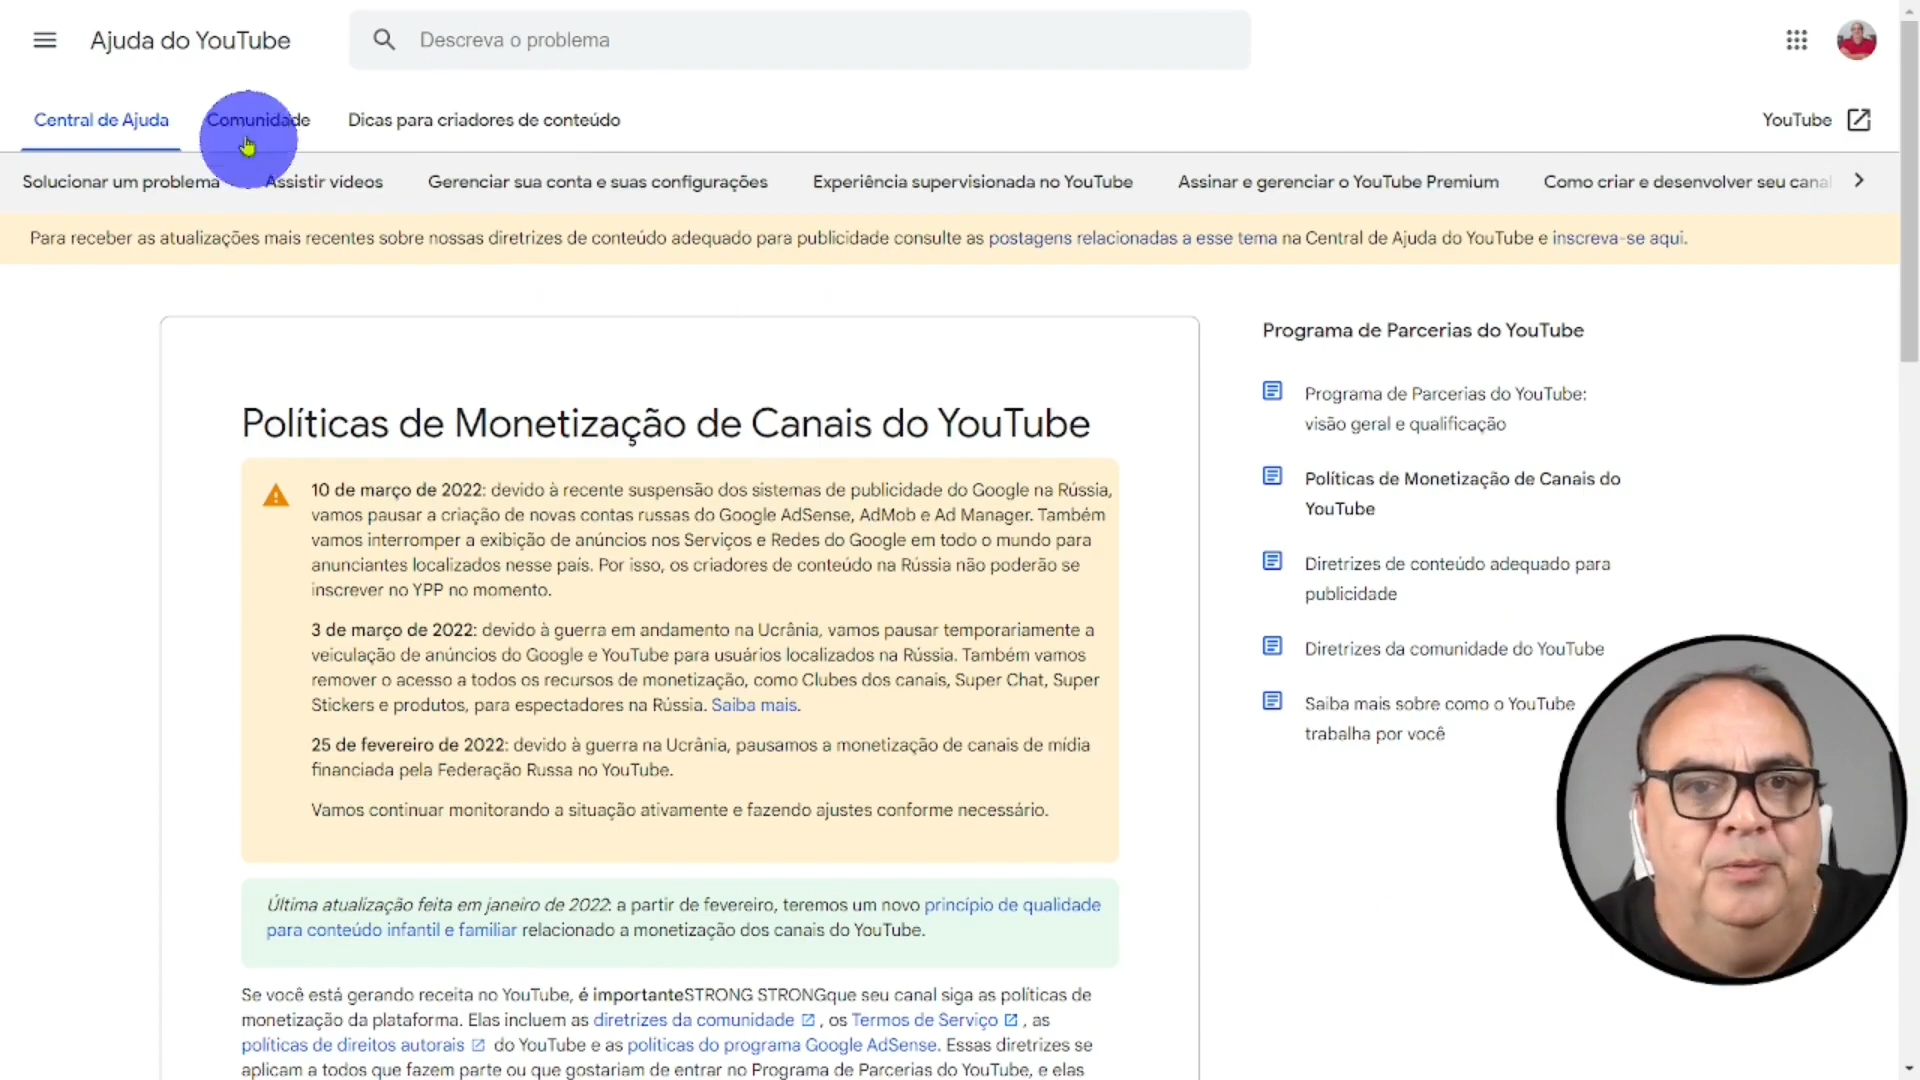 Ajuda do YouTube
Descreva o problema
Central de Ajuda
Comunidade
Dicas para criadores de conteúdo
YouTube
Solucionar um problema
Assistir vídeos
Gerenciar sua conta e suas configurações
Experiência supervisionada no YouTube
Assinar e gerenciar o YouTube Premium
Como criar e desenvolver seu canal
Para receber as atualizações mais recentes sobre nossas diretrizes de conteúdo adequado para publicidade consulte as postagens relacionadas a esse tema na Central de Ajuda do YouTube e inscreva-se aqui.
Políticas de Monetização de Canais do YouTube
10 de março de 2022: devido à recente suspensão dos sistemas de publicidade do Google na Rússia,
vamos pausar a criação de novas contas russas do Google AdSense, AdMob e Ad Manager. Também
vamos interromper a exibição de anúncios nos Serviços e Redes do Google em todo o mundo para
anunciantes localizados nesse país. Por isso, os criadores de conteúdo na Rússia não poderão se
inscrever no YPP no momento.
3 de março de 2022: devido à guerra em andamento na Ucrânia, vamos pausar temporariamente a
veiculação de anúncios do Google e YouTube para usuários localizados na Rússia. Também vamos
remover o acesso a todos os recursos de monetização, como Clubes dos canais, Super Chat, Super
Stickers e produtos, para espectadores na Rússia. Saiba mais.
25 de fevereiro de 2022: devido à guerra na Ucrânia, pausamos a monetização de canais de mídia
financiada pela Federação Russa no YouTube.
Vamos continuar monitorando a situação ativamente e fazendo ajustes conforme necessário.
Última atualização feita em janeiro de 2022: a partir de fevereiro, teremos um novo princípio de qualidade
para conteúdo infantil e familiar relacionado a monetização dos canais do YouTube.
Se você está gerando receita no YouTube, é importanteSTRONG STRONGque seu canal siga as políticas de
monetização da plataforma. Elas incluem as diretrizes da comunidade , os Termos de Serviço , as
políticas de direitos autorais do YouTube e as políticas do programa Google AdSense. Essas diretrizes se
aplicam a todos que fazem parte ou que gostariam de entrar no Programa de Parcerias do YouTube, e elas
Programa de Parcerias do YouTube
Programa de Parcerias do YouTube:
visão geral e qualificação
Políticas de Monetização de Canais do
YouTube
Diretrizes de conteúdo adequado para
publicidade
Diretrizes da comunidade do YouTube
Saiba mais sobre como o YouTube
trabalha por você